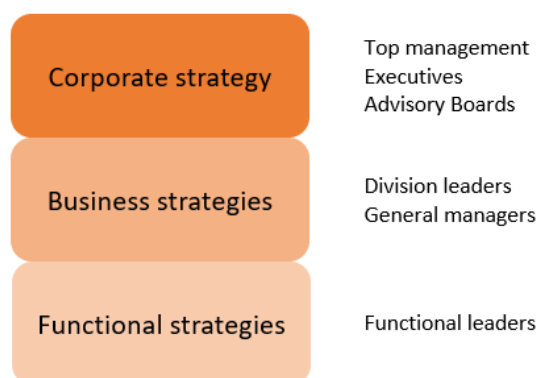 Corporate strategy
Top management
Executives
Advisory Boards
Business strategies
Division leaders
General managers
Functional strategies
Functional leaders